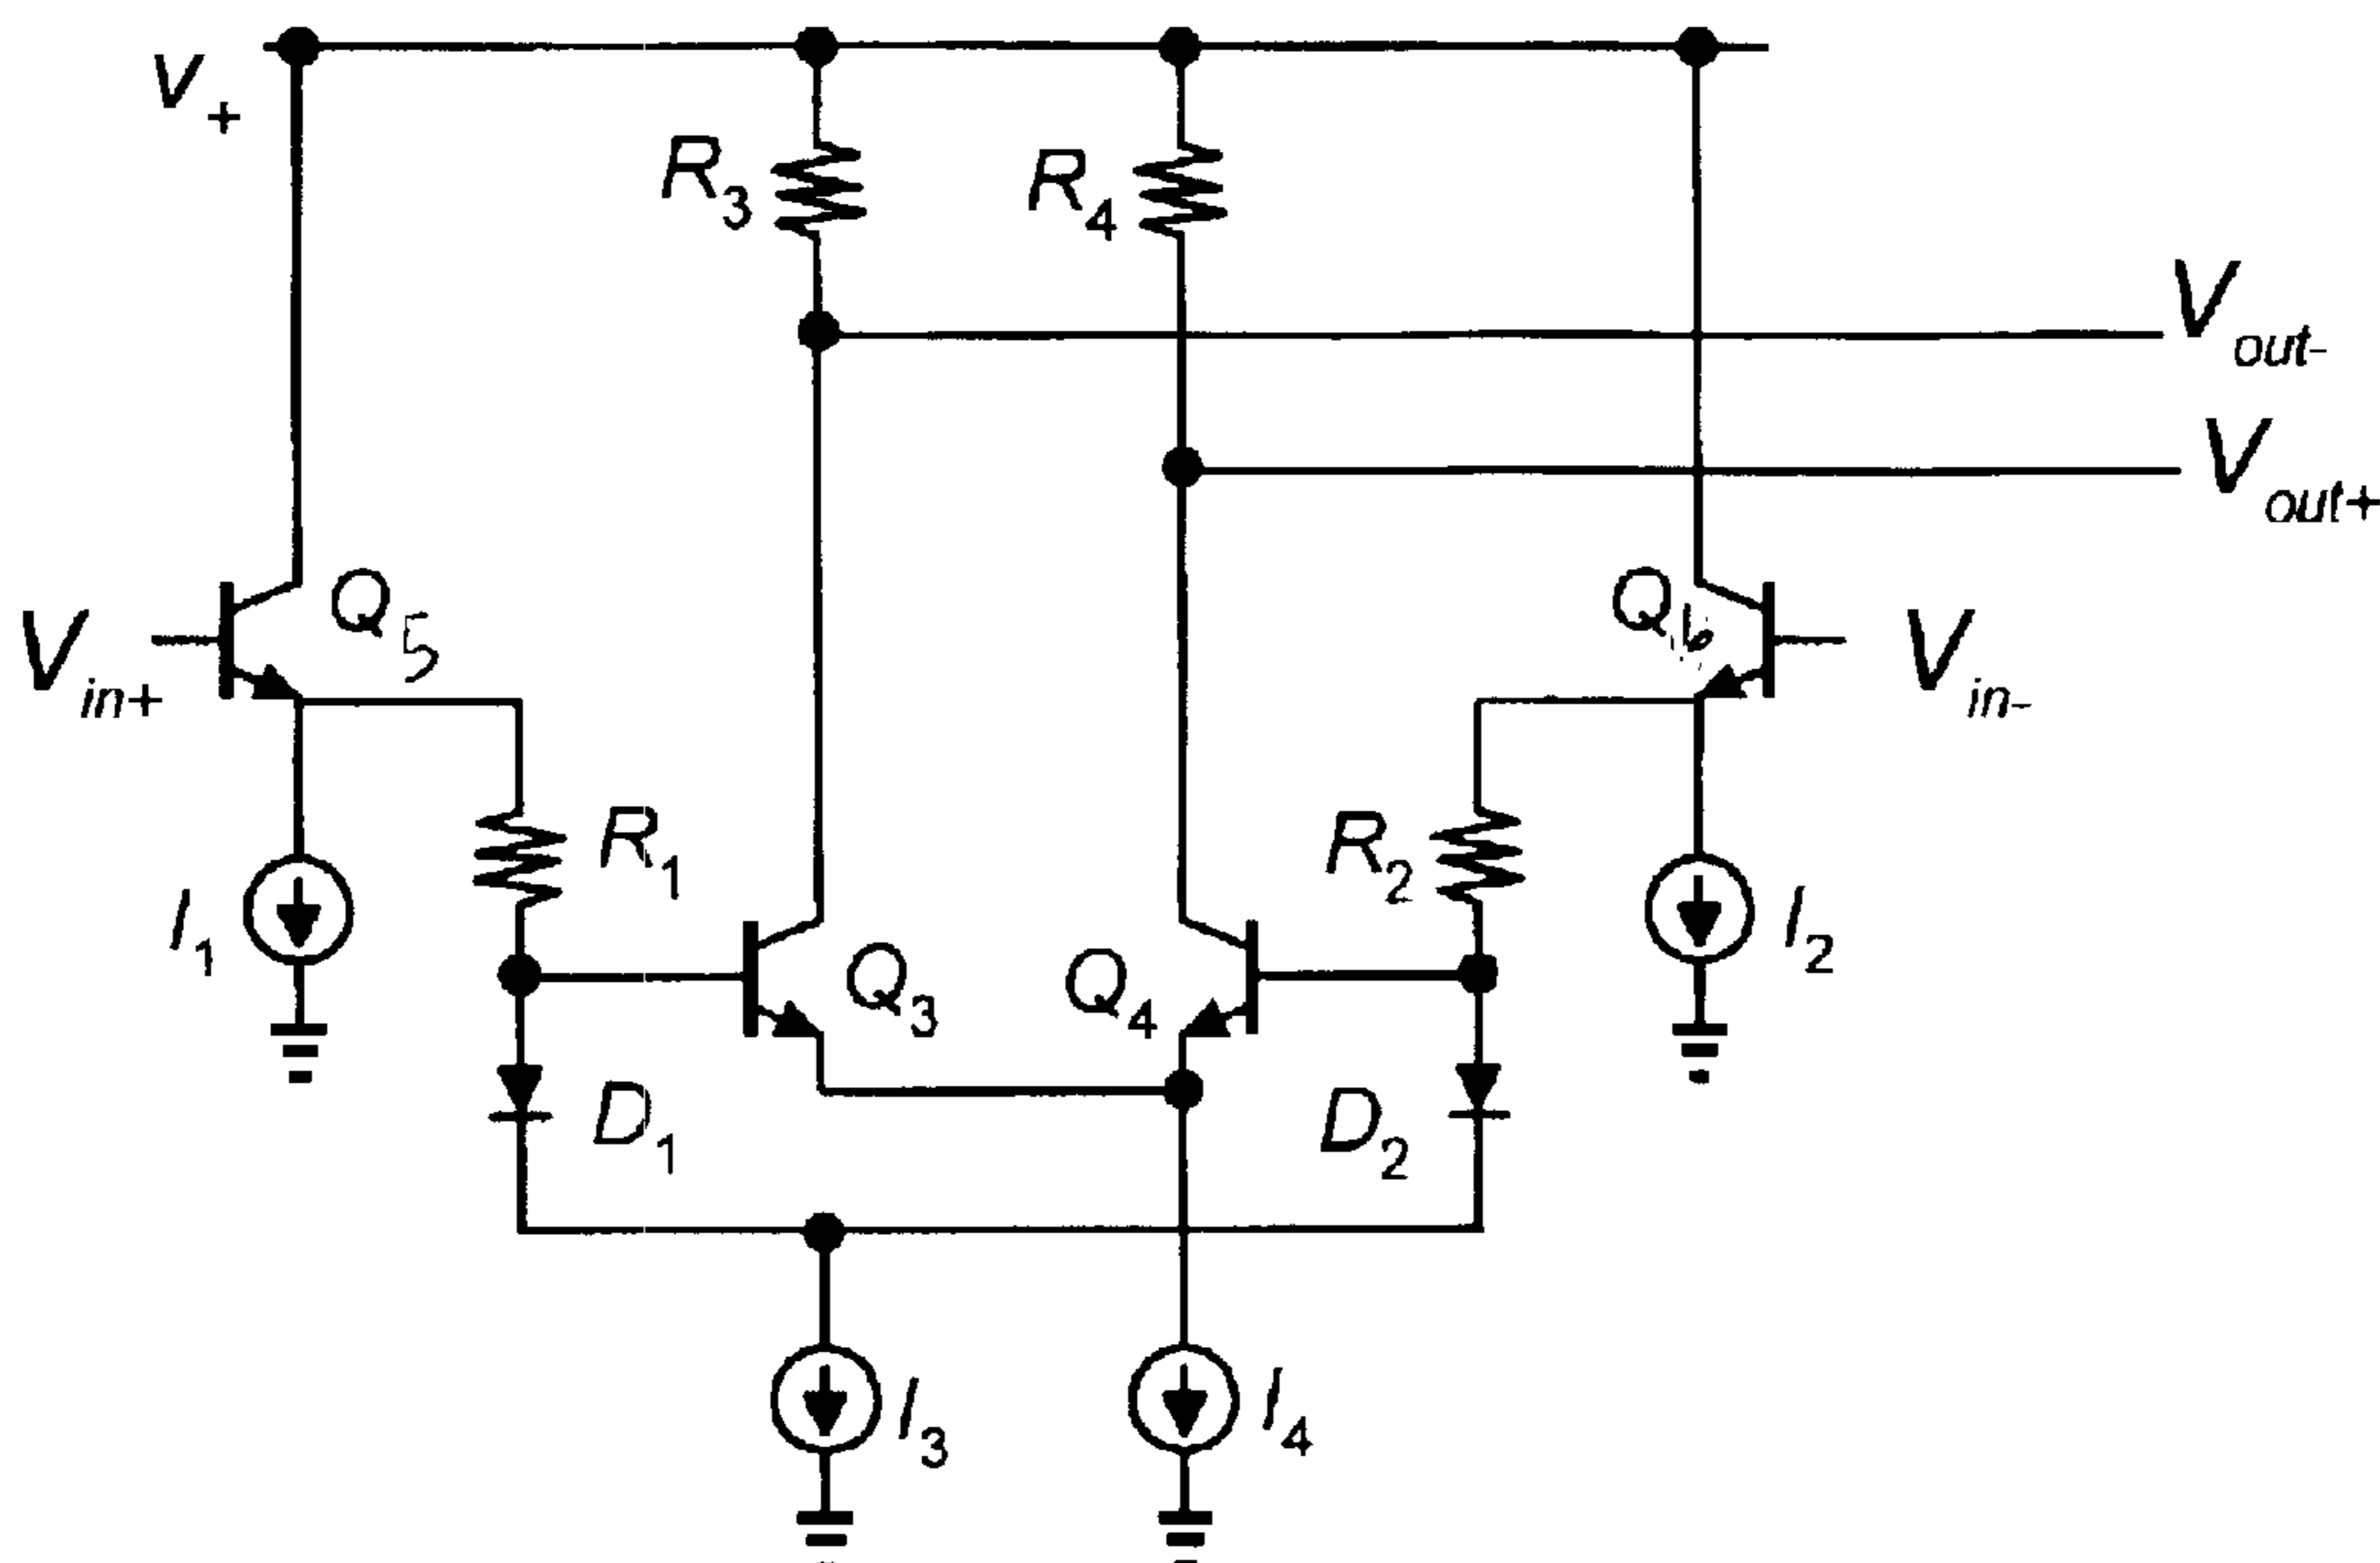 V+
R3
R4
Vout-
Vout+
Q5
Q6
Vin+
Vin-
R1
R2
I1
I2
Q3
Q4
D1
D2
I3
I4